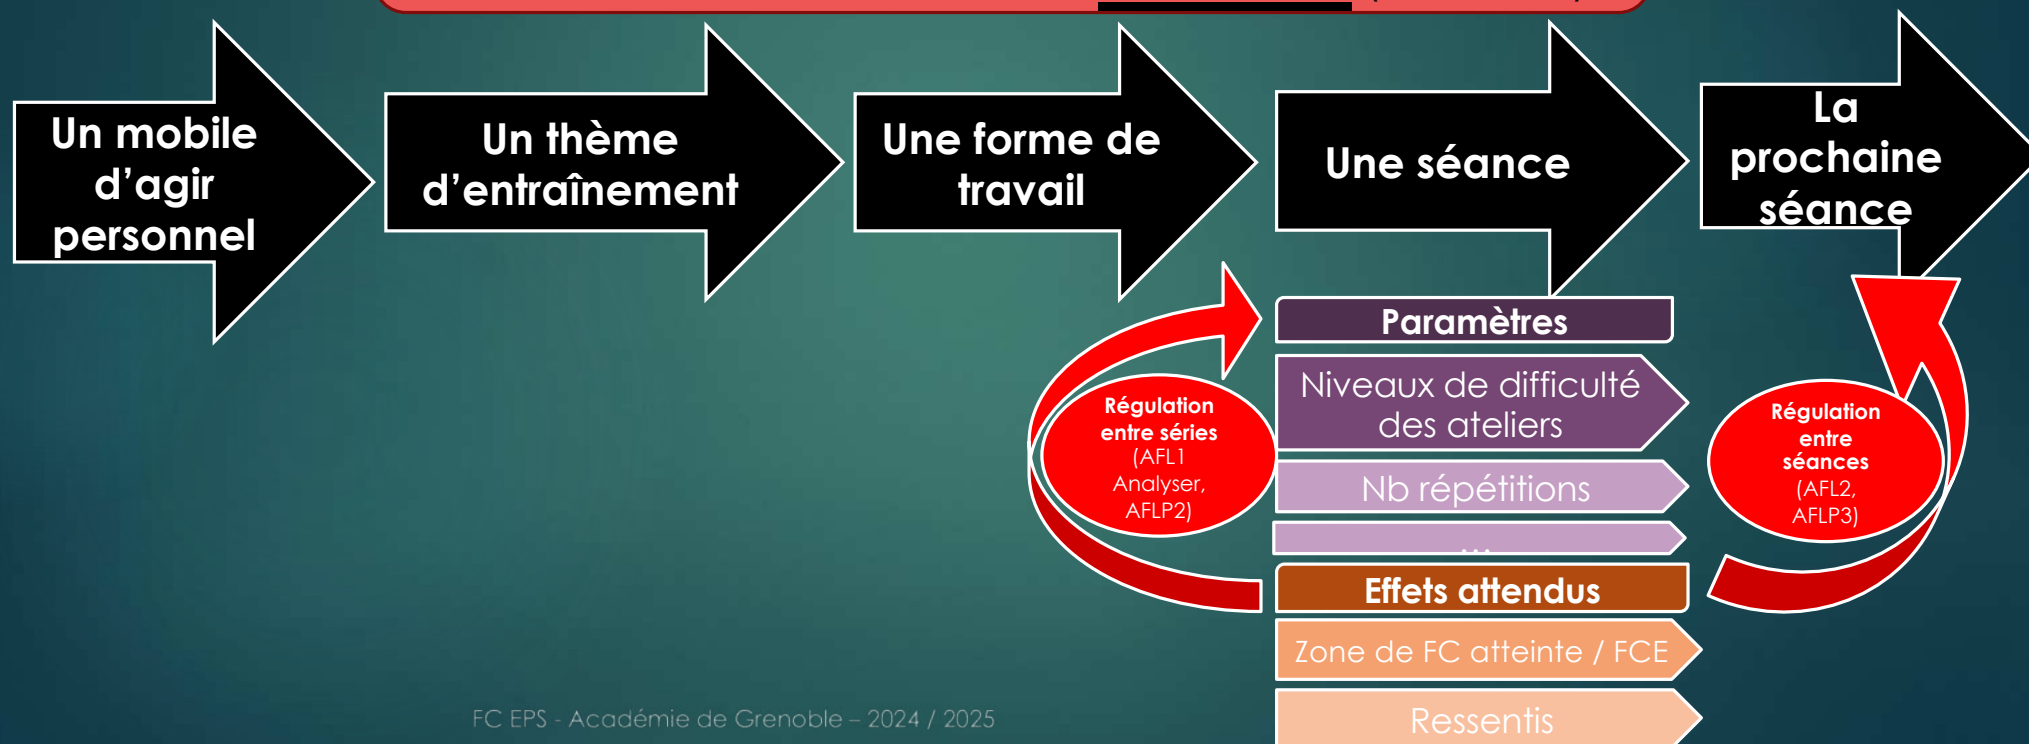 Un mobile
d'agir
personnel
Un thème
d'entraînement
Une forme de
travail
Une séance
La
prochaine
séance
Paramètres
Niveaux de difficulté
des ateliers
Nb répétitions
...
Effets attendus
Zone de FC atteinte / FCE
Ressentis
Régulation
entre séries
(AFL1
Analyser,
AFLP2)
Régulation
entre
séances
(AFL2,
AFLP3)
FC EPS - Académie de Grenoble – 2024 / 2025